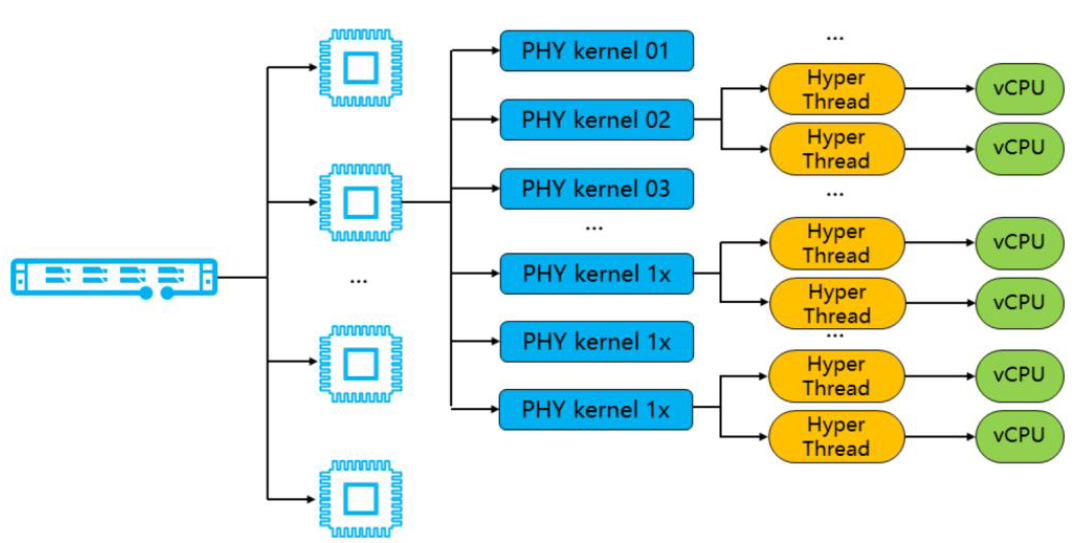 ...
PHY kernel 01
Hyper
Thread
vCPU
PHY kernel 02
Hyper
Thread
vCPU
PHY kernel 03
...
...
Hyper
Thread
vCPU
PHY kernel 1x
...
Hyper
Thread
vCPU
...
PHY kernel 1x
Hyper
Thread
vCPU
PHY kernel 1x
Hyper
Thread
vCPU